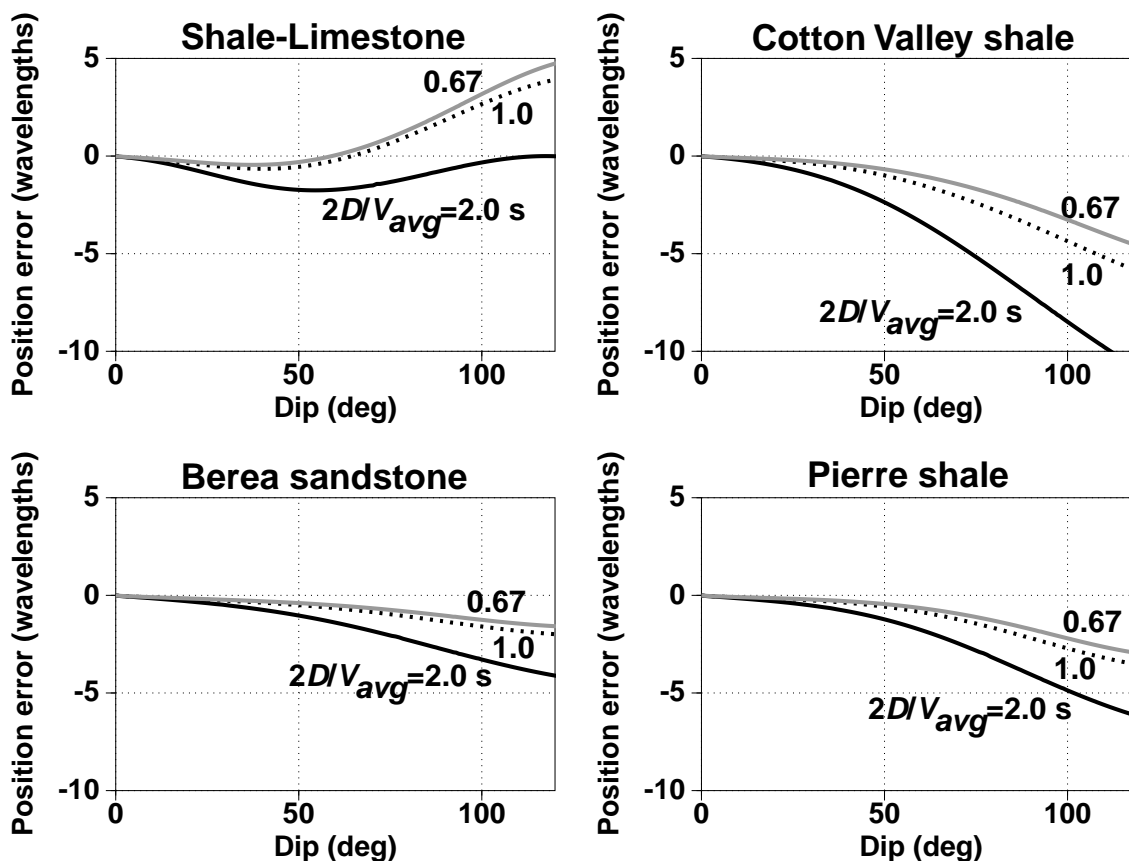 Shale-Limestone
Position error (wavelengths)
5
0
-5
-10
0.67
1.0
2D/Vavg=2.0 s
0 50 100
Dip (deg)
Cotton Valley shale
Position error (wavelengths)
5
0
-5
-10
0.67
1.0
2D/Vavg=2.0 s
0 50 100
Dip (deg)
Berea sandstone
Position error (wavelengths)
5
0
-5
-10
0.67
1.0
2D/Vavg=2.0 s
0 50 100
Dip (deg)
Pierre shale
Position error (wavelengths)
5
0
-5
-10
0.67
1.0
2D/Vavg=2.0 s
0 50 100
Dip (deg)